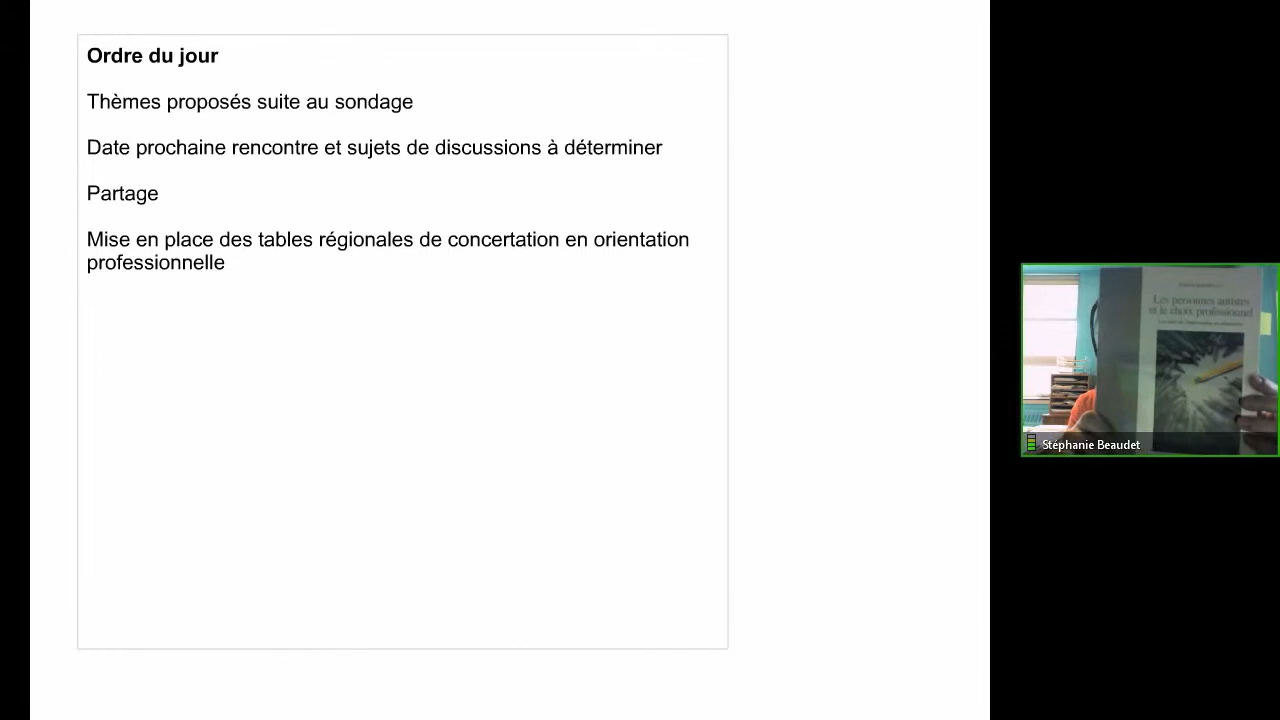 Ordre du jour
Thèmes proposés suite au sondage
Date prochaine rencontre et sujets de discussions à déterminer
Partage
Mise en place des tables régionales de concertation en orientation
professionnelle
Les personnes autistes
et le choix professionnel
Stéphanie Beaudet